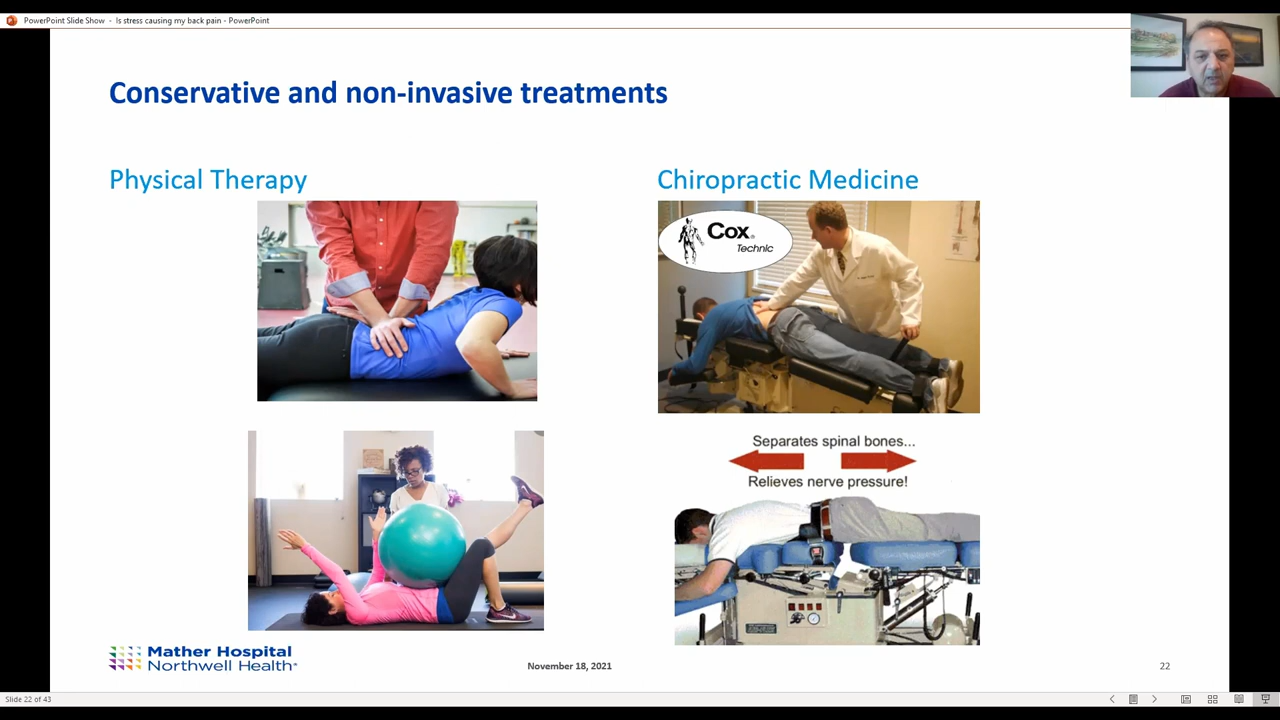 PowerPoint Slide Show - Is stress causing my back pain - PowerPoint
Conservative and non-invasive treatments
Physical Therapy
Chiropractic Medicine
Cox®
Technic
Separates spinal bones...
Relieves nerve pressure!
Mather Hospital
Northwell Health®
November 18, 2021
22
Slide 22 of 43